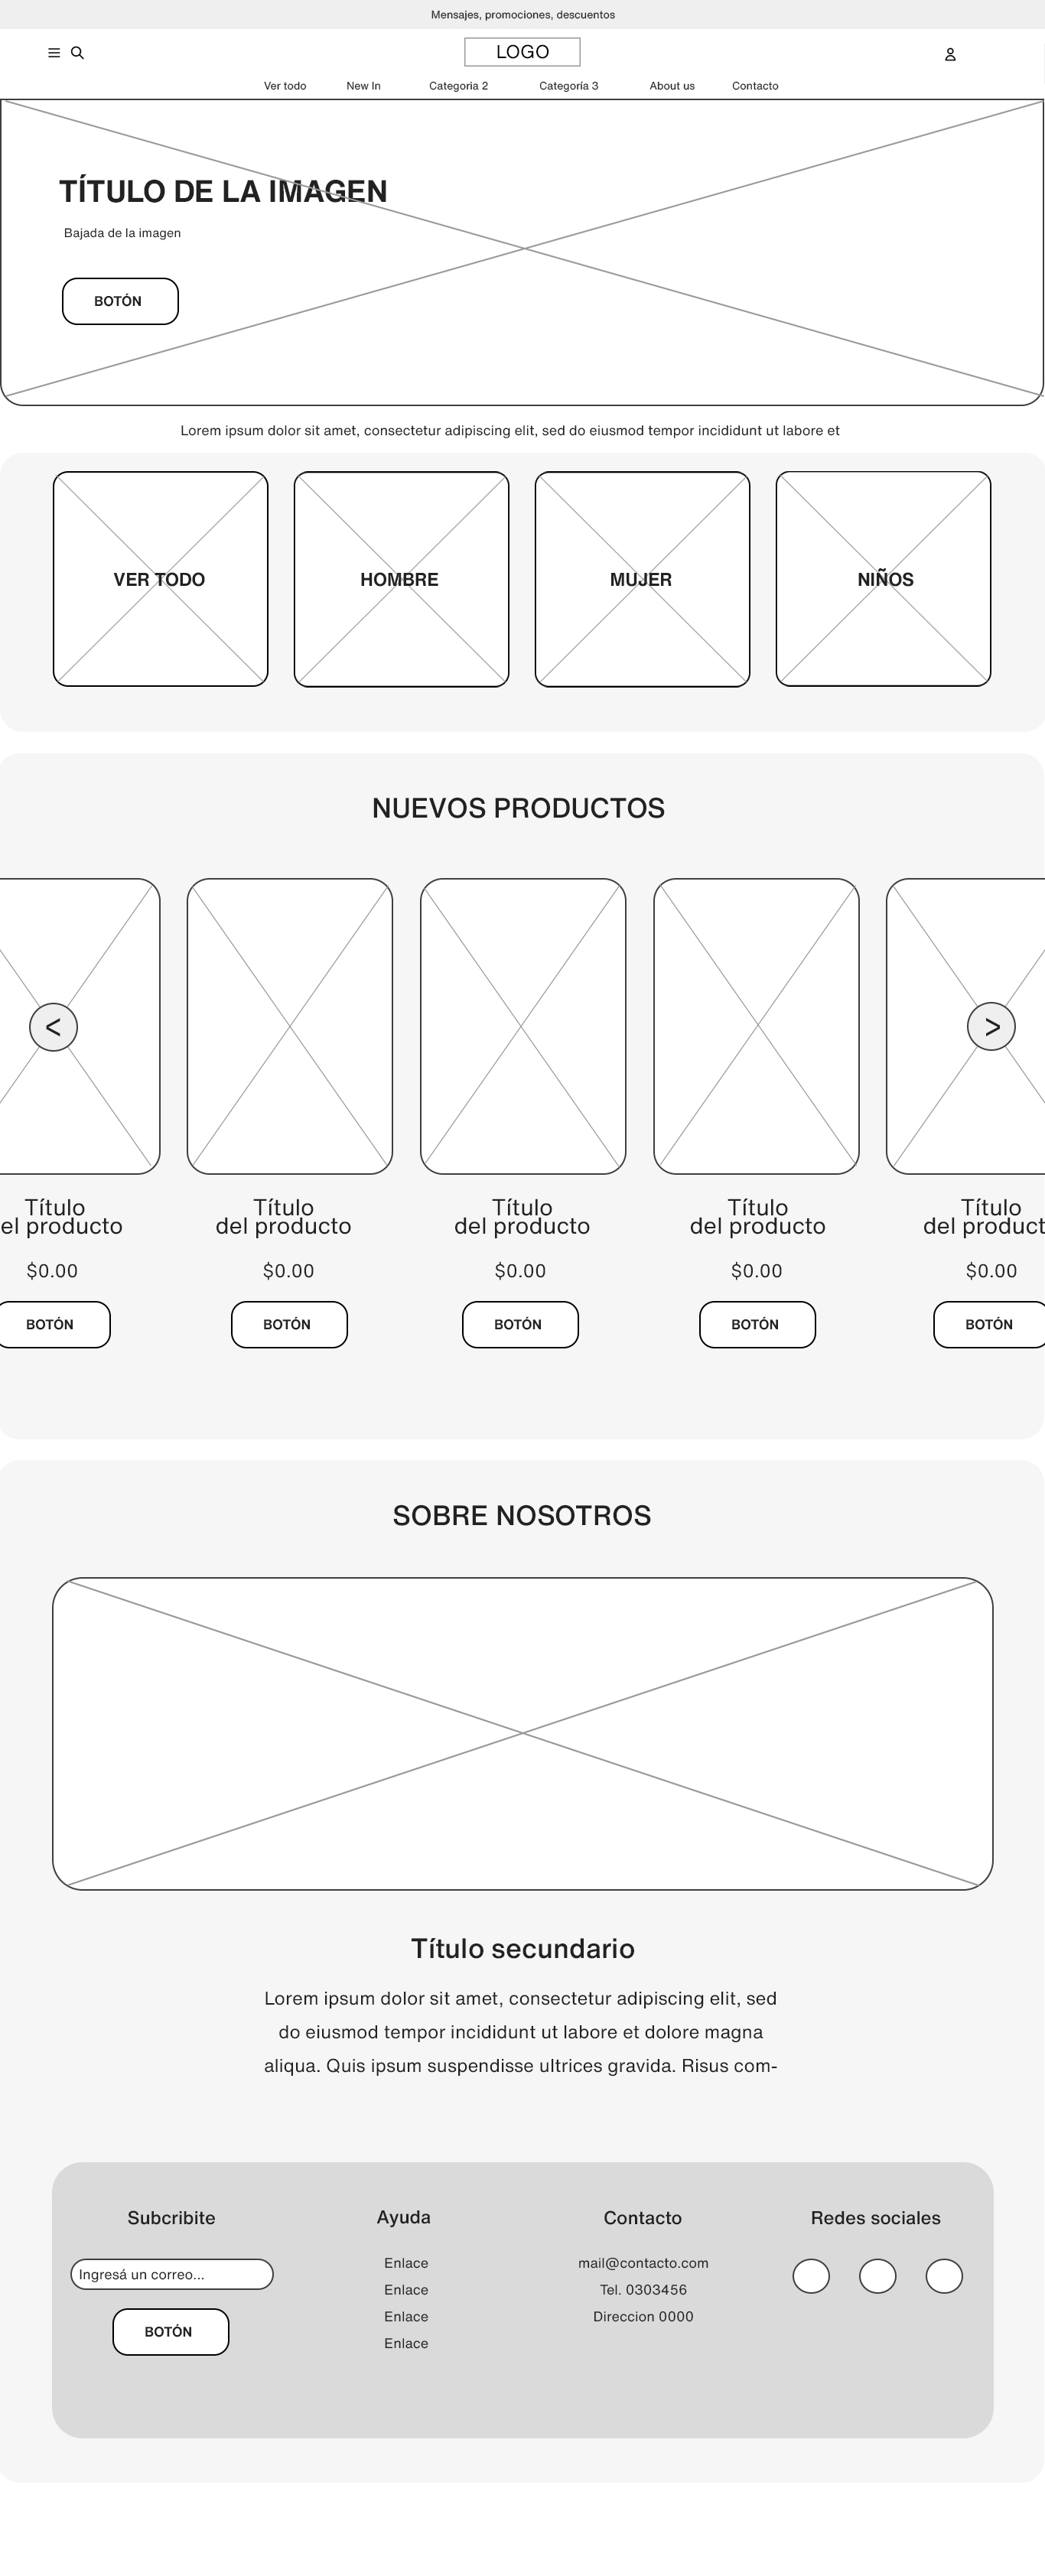 Mensajes, promociones, descuentos
LOGO
Ver todo New In Categoria 2 Categoría 3 About us Contacto
TÍTULO DE LA IMAGEN
Bajada de la imagen
BOTÓN
Lorem ipsum dolor sit amet, consectetur adipiscing elit, sed do eiusmod tempor incididunt ut labore et
VER TODO HOMBRE MUJER NIÑOS
NUEVOS PRODUCTOS
< >
Título Título Título Título Título
el producto del producto del producto del producto del product
$0.00 $0.00 $0.00 $0.00 $0.00
BOTÓN BOTÓN BOTÓN BOTÓN BOTÓN
SOBRE NOSOTROS
Título secundario
Lorem ipsum dolor sit amet, consectetur adipiscing elit, sed
do eiusmod tempor incididunt ut labore et dolore magna
aliqua. Quis ipsum suspendisse ultrices gravida. Risus com-
Subcribite
Ingresá un correo...
BOTÓN
Ayuda
Enlace
Enlace
Enlace
Enlace
Contacto
mail@contacto.com
Tel. 0303456
Direccion 0000
Redes sociales